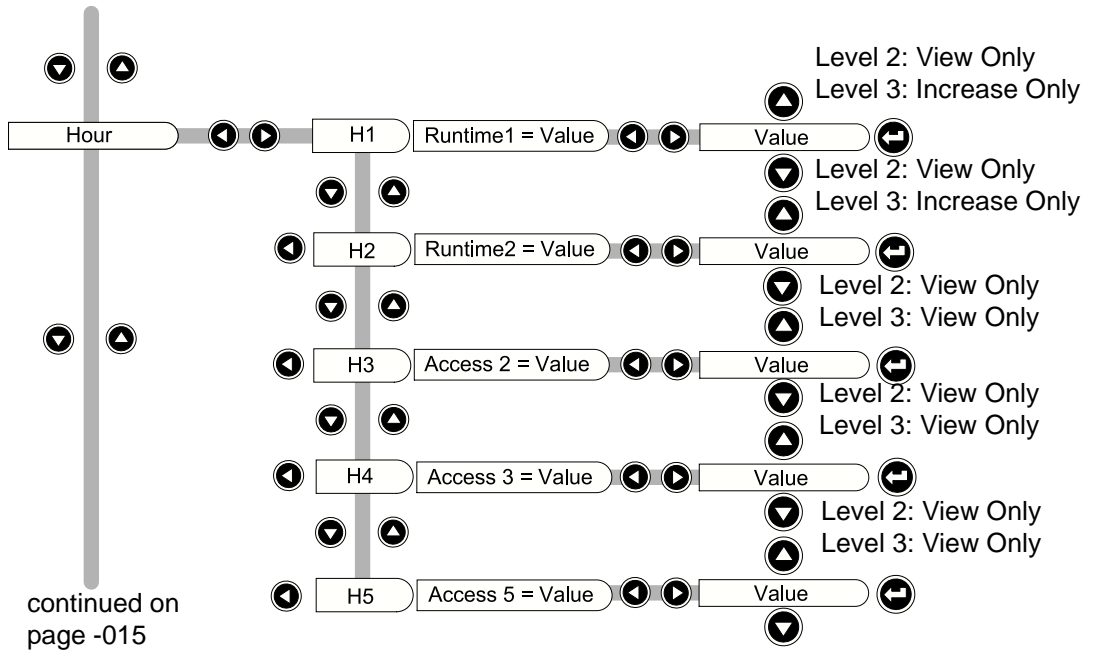 Level 2: View Only
Level 3: Increase Only
Hour
H1
Runtime1 = Value
Value
Level 2: View Only
Level 3: Increase Only
H2
Runtime2 = Value
Value
Level 2: View Only
Level 3: View Only
H3
Access 2 = Value
Value
Level 2: View Only
Level 3: View Only
H4
Access 3 = Value
Value
Level 2: View Only
Level 3: View Only
H5
Access 5 = Value
Value
continued on
page -015